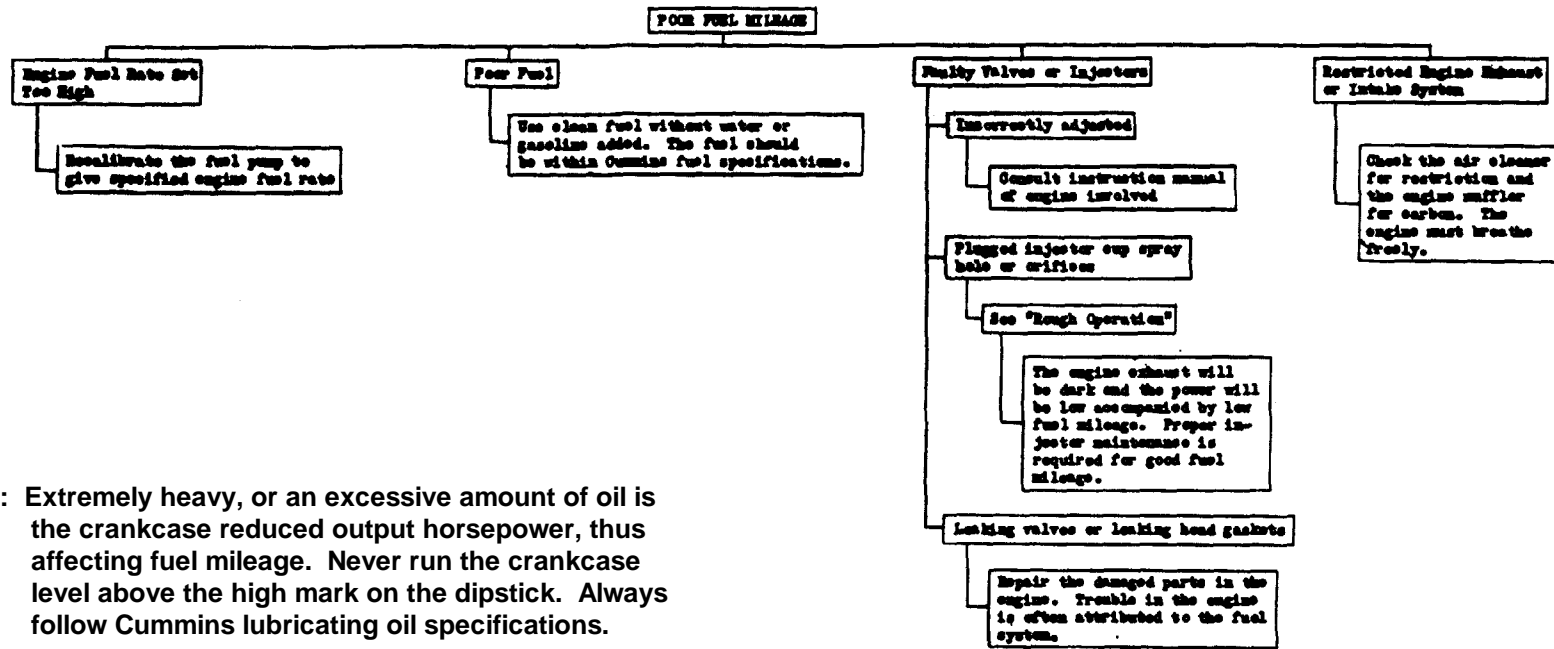 POOR FUEL MILEAGE
Engine Fuel Rate Set
Too High
Recalibrate the fuel pump to
give specified engine fuel rate
Poor Fuel
Use clean fuel without water or
gasoline added. The fuel should
be within Cummins fuel specifications.
Faulty Valves or Injectors
Incorrectly adjusted
Consult instruction manual
of engine involved
Plugged injector cup spray
hole or orifices
See "Rough Operation"
The engine exhaust will
be dark and the power will
be low accompanied by low
fuel mileage. Proper in-
jector maintenance is
required for good fuel
mileage.
Leaking valves or leaking head gaskets
Repair the damaged parts in the
engine. Trouble in the engine
is often attributed to the fuel
system.
Restricted Engine Exhaust
or Intake System
Check the air cleaner
for restriction and
the engine muffler
for carbon. The
engine must breathe
freely.
: Extremely heavy, or an excessive amount of oil is
the crankcase reduced output horsepower, thus
affecting fuel mileage. Never run the crankcase
level above the high mark on the dipstick. Always
follow Cummins lubricating oil specifications.